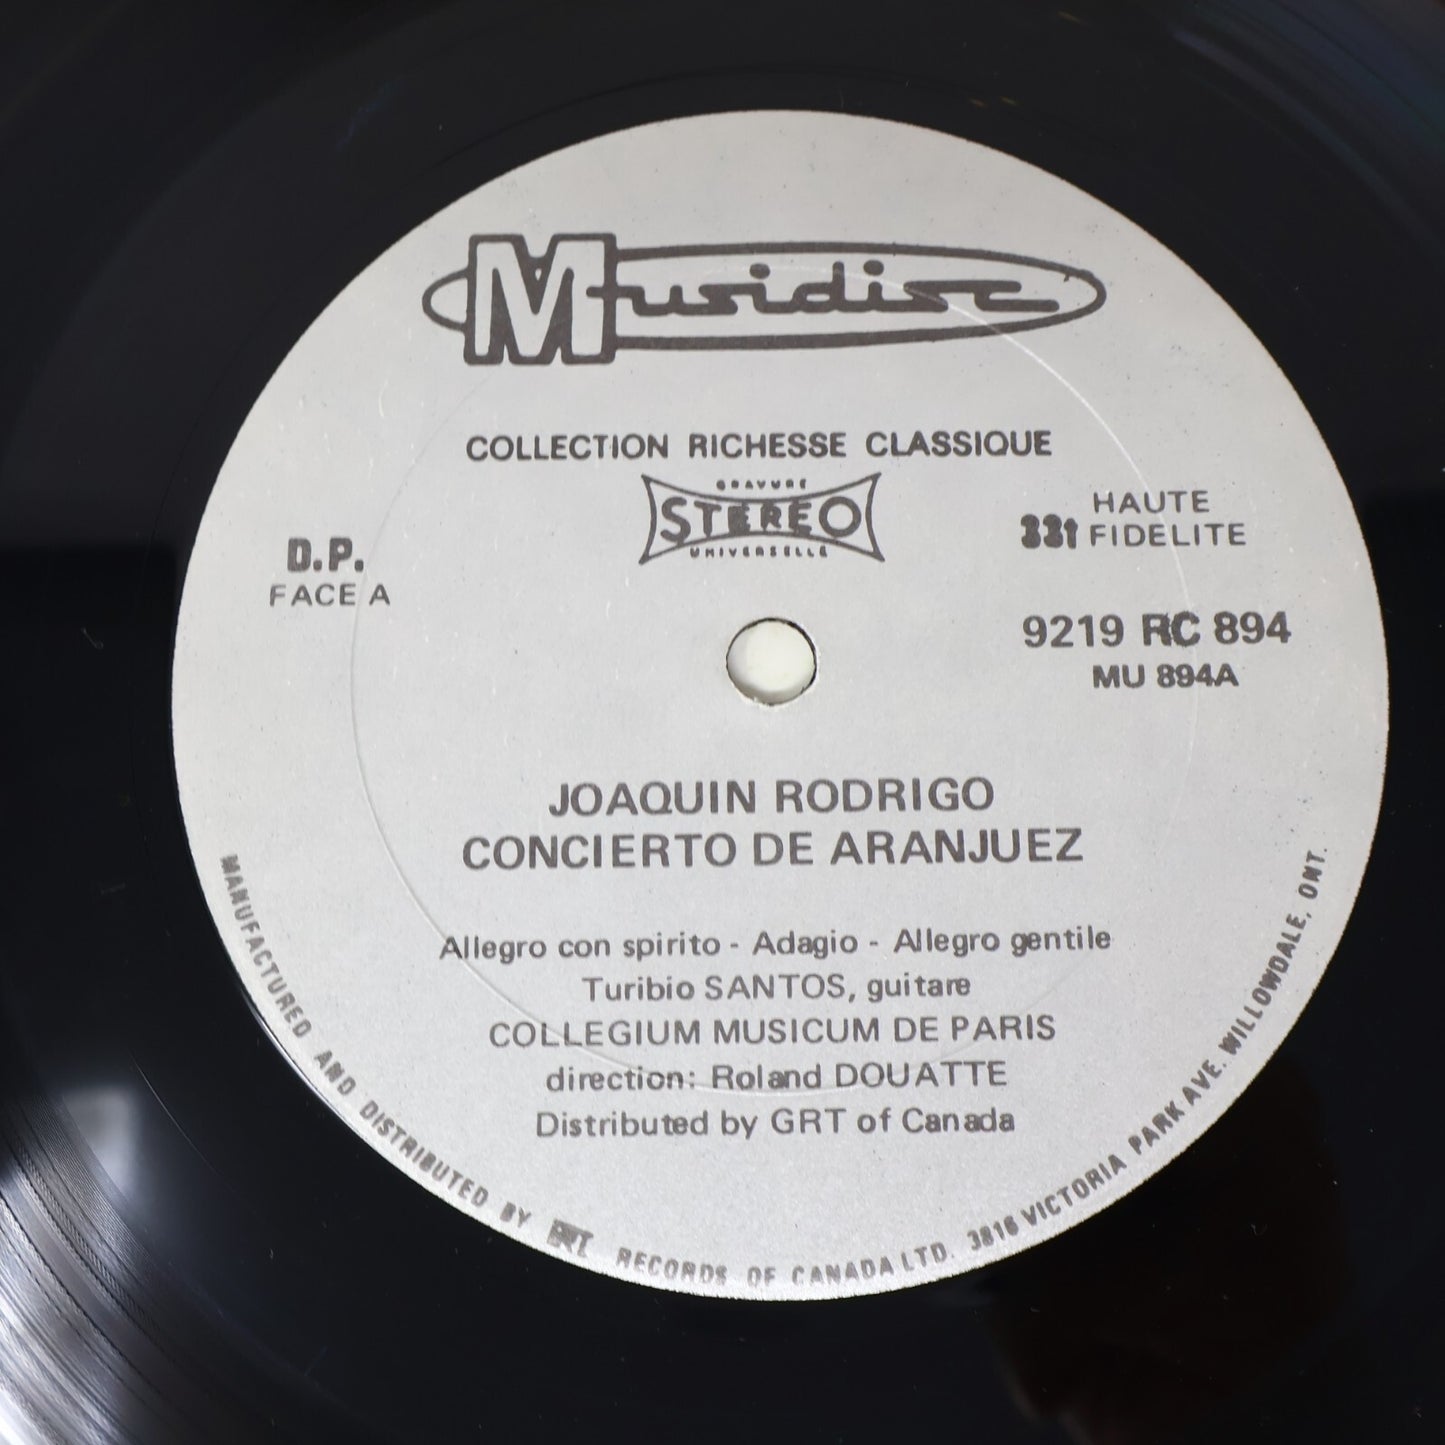 Musidisc
COLLECTION RICHESSE CLASSIQUE
GRAVURE
STEREO
UNIVERSELLE
HAUTE
33t FIDELITE
D.P.
FACE A
9219 RC 894
MU 894A
JOAQUIN RODRIGO
CONCIERTO DE ARANJUEZ
Allegro con spirito - Adagio - Allegro gentile
Turibio SANTOS, guitare
COLLEGIUM MUSICUM DE PARIS
direction: Roland DOUATTE
Distributed by GRT of Canada
MANUFACTURED AND DISTRIBUTED BY GRT RECORDS OF CANADA LTD. 3816 VICTORIA PARK AVE. WILLOWDALE, ONT.